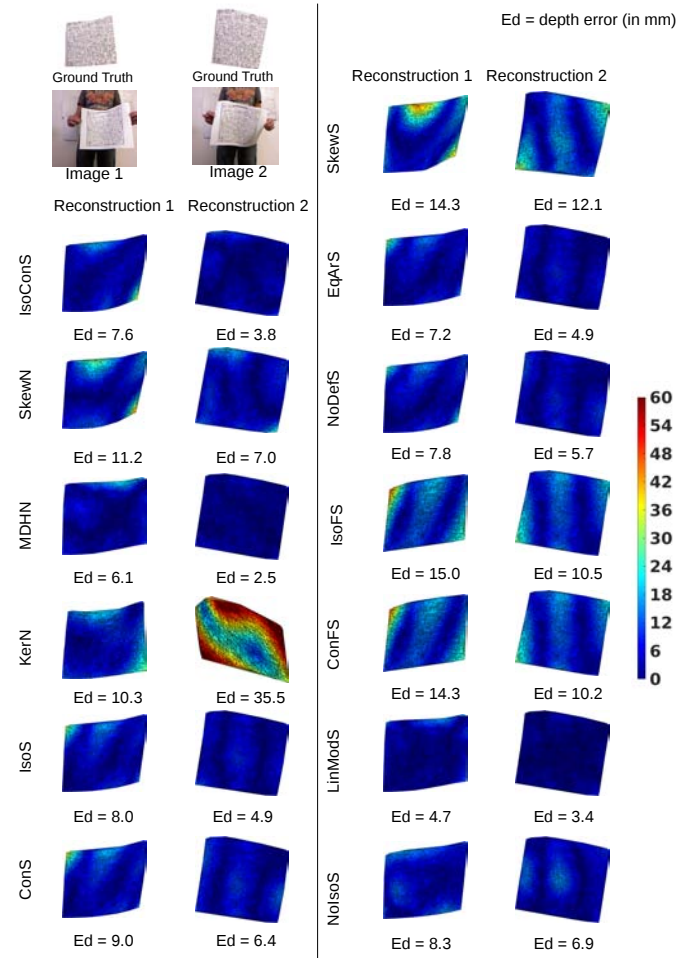 Ed = depth error (in mm)
Ground Truth Ground Truth
Image 1 Image 2
Reconstruction 1 Reconstruction 2
IsoConS
Ed = 7.6 Ed = 3.8
SkewN
Ed = 11.2 Ed = 7.0
MDHN
Ed = 6.1 Ed = 2.5
KerN
Ed = 10.3 Ed = 35.5
IsoS
Ed = 8.0 Ed = 4.9
ConS
Ed = 9.0 Ed = 6.4
Reconstruction 1 Reconstruction 2
SkewS
Ed = 14.3 Ed = 12.1
EqArS
Ed = 7.2 Ed = 4.9
NoDefS
Ed = 7.8 Ed = 5.7
IsoFS
Ed = 15.0 Ed = 10.5
ConFS
Ed = 14.3 Ed = 10.2
LinModS
Ed = 4.7 Ed = 3.4
NoIsoS
Ed = 8.3 Ed = 6.9
60
54
48
42
36
30
24
18
12
6
0